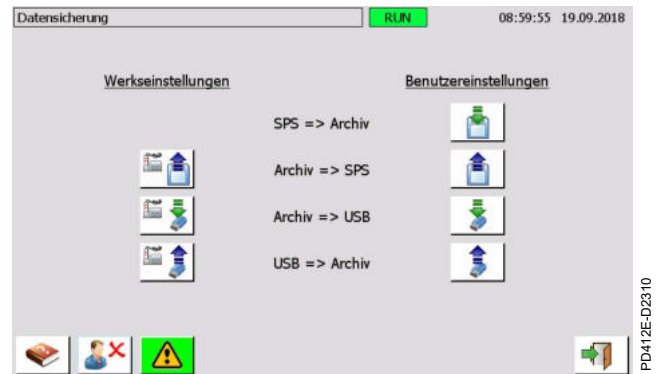 Datensicherung RUN 08:59:55 19.09.2018
Werkseinstellungen Benutzereinstellungen
SPS => Archiv
Archiv => SPS
Archiv => USB
USB => Archiv
PD412E-D2310